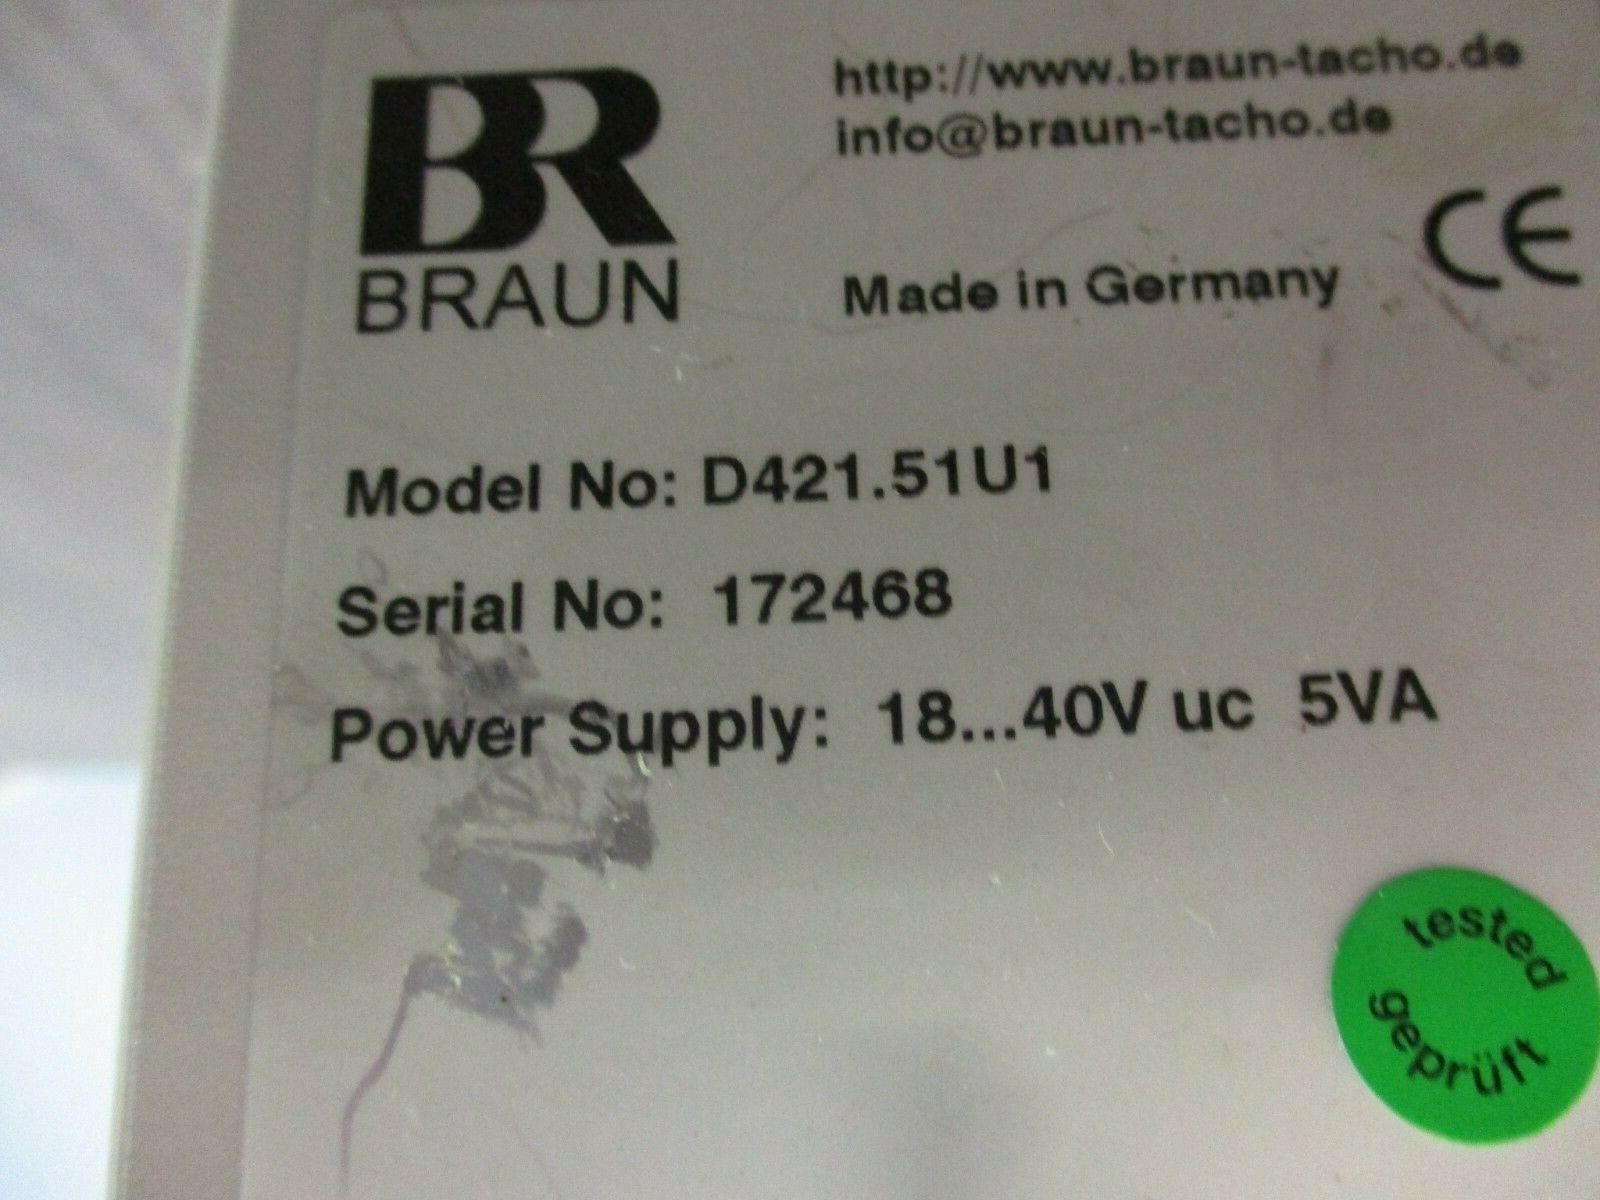 BR
BRAUN
http://www.braun-tacho.de
info@braun-tacho.de
Made in Germany
CE
Model No: D421.51U1
Serial No: 172468
Power Supply: 18...40V uc 5VA
tested
geprüft